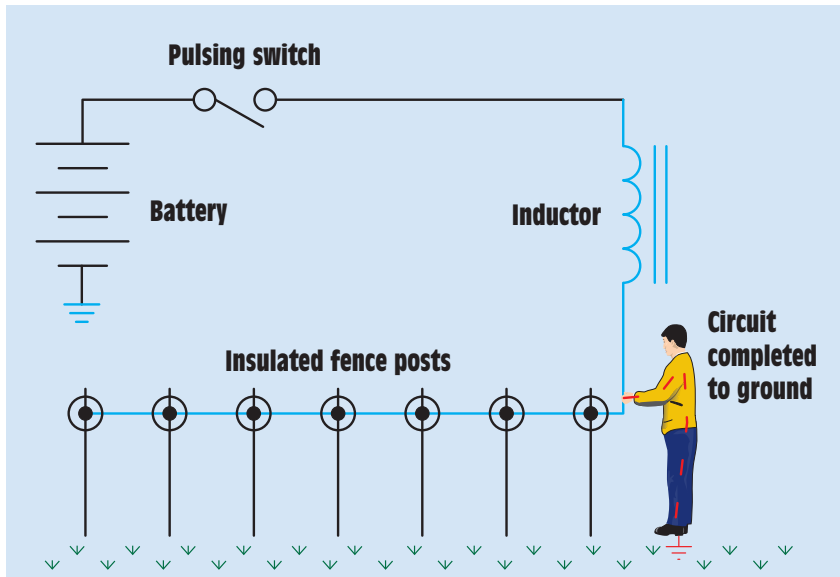 Pulsing switch
Battery
Inductor
Circuit
completed
to ground
Insulated fence posts